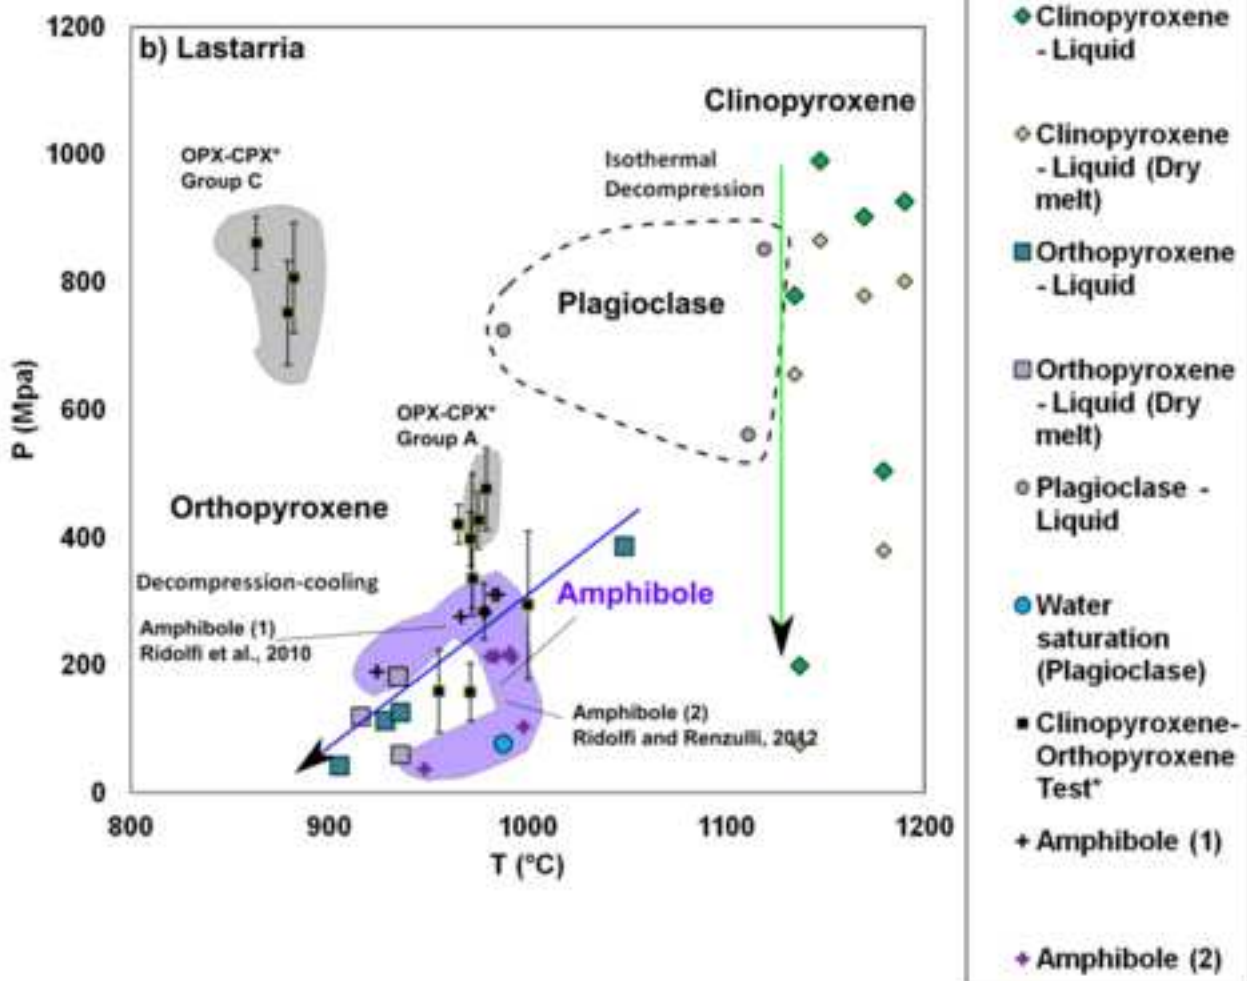 b) Lastarria
Clinopyroxene
OPX-CPX*
Group C
Isothermal
Decompression
Plagioclase
OPX-CPX*
Group A
Orthopyroxene
Decompression-cooling
Amphibole
Amphibole (1)
Ridolfi et al., 2010
Amphibole (2)
Ridolfi and Renzulli, 2012
P (Mpa)
1200
1000
800
600
400
200
0
800
900
1000
1100
1200
T (°C)
Clinopyroxene
- Liquid
Clinopyroxene
- Liquid (Dry
melt)
Orthopyroxene
- Liquid
Orthopyroxene
- Liquid (Dry
melt)
Plagioclase -
Liquid
Water
saturation
(Plagioclase)
Clinopyroxene-
Orthopyroxene
Test*
Amphibole (1)
Amphibole (2)